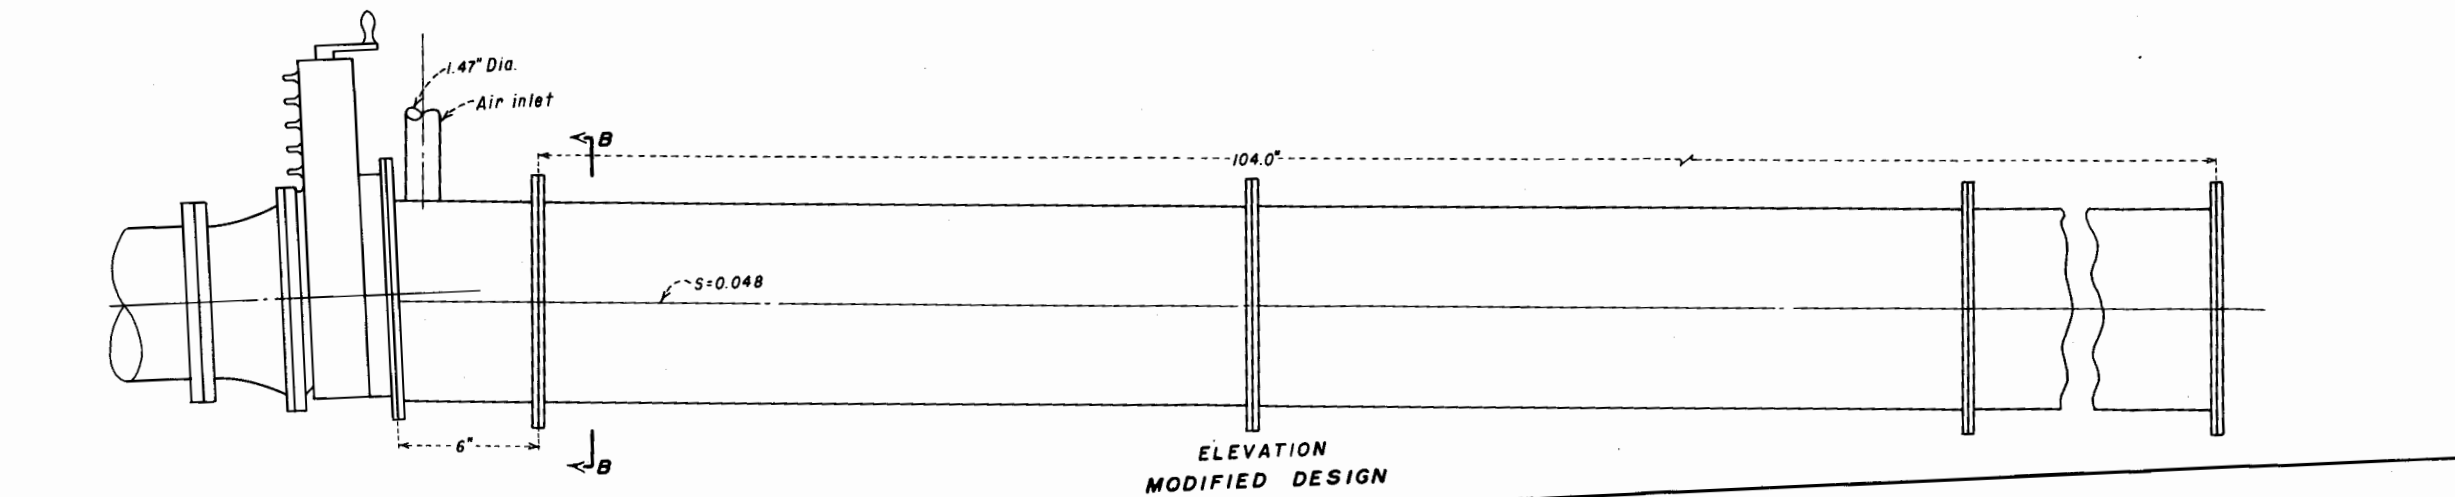 1.47" Dia.
Air inlet
B
104.0"
S=0.048
6"
B
ELEVATION
MODIFIED DESIGN